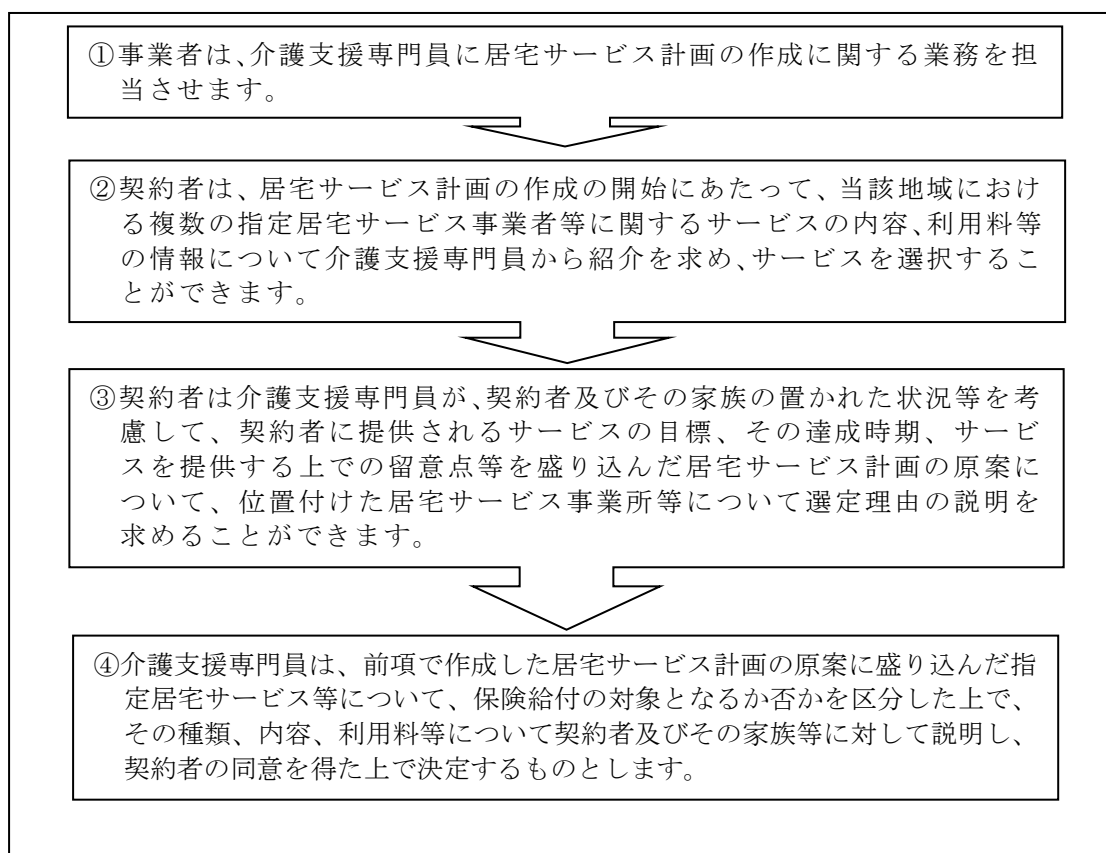 ①事業者は、介護支援専門員に居宅サービス計画の作成に関する業務を担
当させます。
②契約者は、居宅サービス計画の作成の開始にあたって、当該地域におけ
る複数の指定居宅サービス事業者等に関するサービスの内容、利用料等
の情報について介護支援専門員から紹介を求め、サービスを選択するこ
とができます。
③契約者は介護支援専門員が、契約者及びその家族の置かれた状況等を考
慮して、契約者に提供されるサービスの目標、その達成時期、サービ
スを提供する上での留意点等を盛り込んだ居宅サービス計画の原案に
ついて、位置付けた居宅サービス事業所等について選定理由の説明を
求めることができます。
④介護支援専門員は、前項で作成した居宅サービス計画の原案に盛り込んだ指
定居宅サービス等について、保険給付の対象となるか否かを区分した上で、
その種類、内容、利用料等について契約者及びその家族等に対して説明し、
契約者の同意を得た上で決定するものとします。